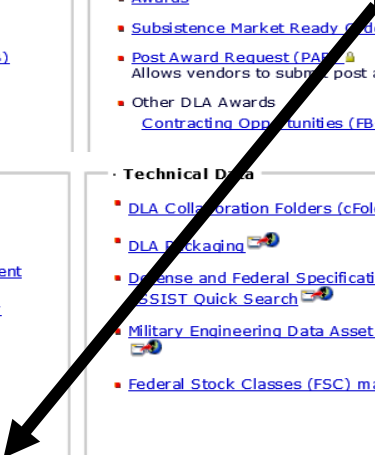 Awards
Subsistence Market Ready
Post Award Request (PAR)
Allows vendors to submit post
Other DLA Awards
Contracting Opportunities (FB
· Technical Data
DLA Collaboration Folders (cFol
DLA Packaging
ent
Defense and Federal Specificati
ASSIST Quick Search
Military Engineering Data Asset
Federal Stock Classes (FSC) ma